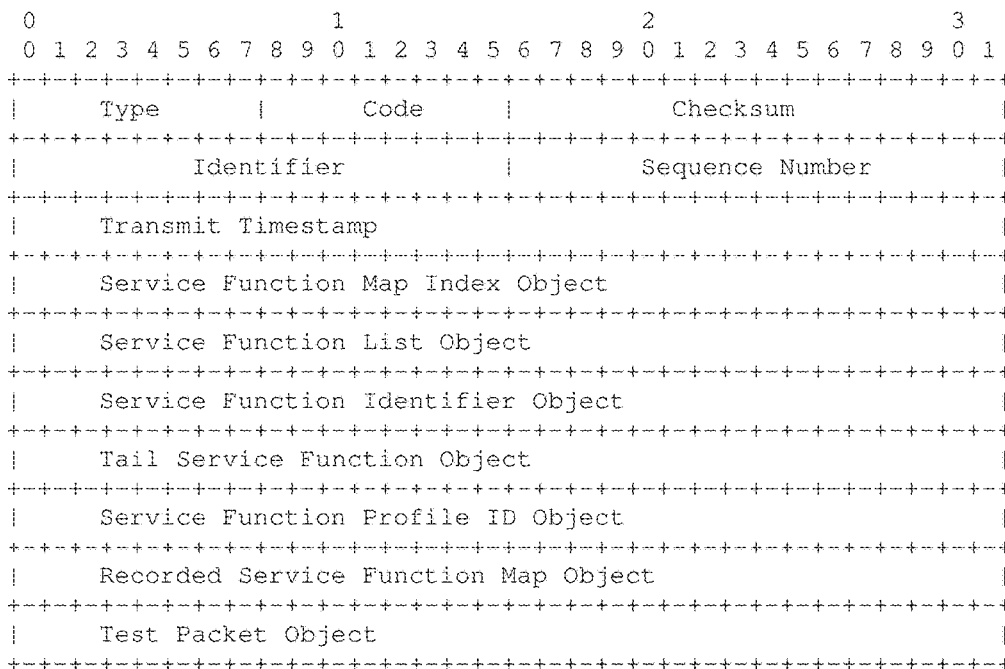 0                   1                   2                   3
0 1 2 3 4 5 6 7 8 9 0 1 2 3 4 5 6 7 8 9 0 1 2 3 4 5 6 7 8 9 0 1
+-+-+-+-+-+-+-+-+-+-+-+-+-+-+-+-+-+-+-+-+-+-+-+-+-+-+-+-+-+-+-+-+
| Type | Code | Checksum |
+-+-+-+-+-+-+-+-+-+-+-+-+-+-+-+-+-+-+-+-+-+-+-+-+-+-+-+-+-+-+-+-+
| Identifier | Sequence Number |
+-+-+-+-+-+-+-+-+-+-+-+-+-+-+-+-+-+-+-+-+-+-+-+-+-+-+-+-+-+-+-+-+
| Transmit Timestamp |
+-+-+-+-+-+-+-+-+-+-+-+-+-+-+-+-+-+-+-+-+-+-+-+-+-+-+-+-+-+-+-+-+
| Service Function Map Index Object |
+-+-+-+-+-+-+-+-+-+-+-+-+-+-+-+-+-+-+-+-+-+-+-+-+-+-+-+-+-+-+-+-+
| Service Function List Object |
+-+-+-+-+-+-+-+-+-+-+-+-+-+-+-+-+-+-+-+-+-+-+-+-+-+-+-+-+-+-+-+-+
| Service Function Identifier Object |
+-+-+-+-+-+-+-+-+-+-+-+-+-+-+-+-+-+-+-+-+-+-+-+-+-+-+-+-+-+-+-+-+
| Tail Service Function Object |
+-+-+-+-+-+-+-+-+-+-+-+-+-+-+-+-+-+-+-+-+-+-+-+-+-+-+-+-+-+-+-+-+
| Service Function Profile ID Object |
+-+-+-+-+-+-+-+-+-+-+-+-+-+-+-+-+-+-+-+-+-+-+-+-+-+-+-+-+-+-+-+-+
| Recorded Service Function Map Object |
+-+-+-+-+-+-+-+-+-+-+-+-+-+-+-+-+-+-+-+-+-+-+-+-+-+-+-+-+-+-+-+-+
| Test Packet Object |
+-+-+-+-+-+-+-+-+-+-+-+-+-+-+-+-+-+-+-+-+-+-+-+-+-+-+-+-+-+-+-+-+